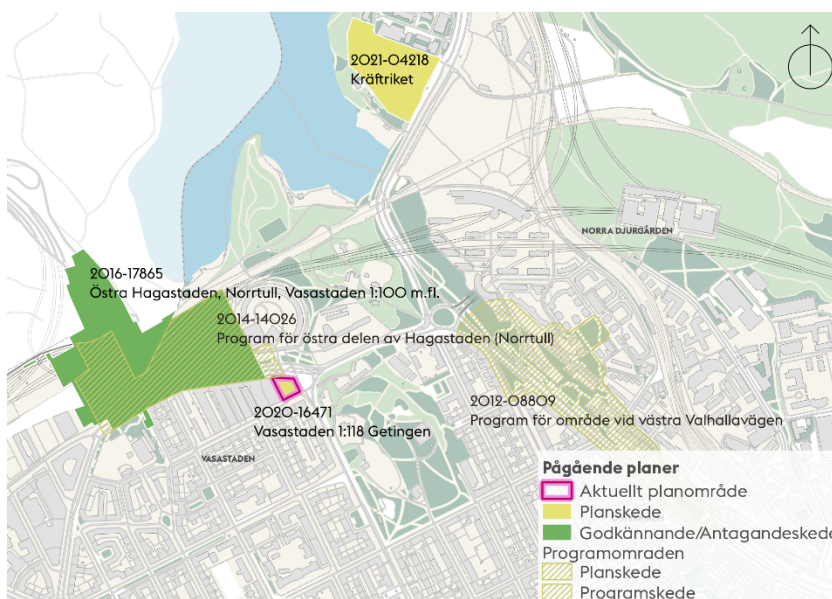 2021-04218
Kräftriket
NORRA DJURGÅRDEN
2016-17865
Östra Hagastaden, Norrtull, Vasastaden 1:100 m.fl.
2014-14026
Program för östra delen av Hagastaden (Norrtull)
2020-16471
Vasastaden 1:118 Getingen
2012-08809
Program för område vid västra Valhallavägen
VASASTADEN
Pågående planer
Aktuellt planområde
Planskede
Godkännande/Antagandeskede
Programområden
Planskede
Programskede